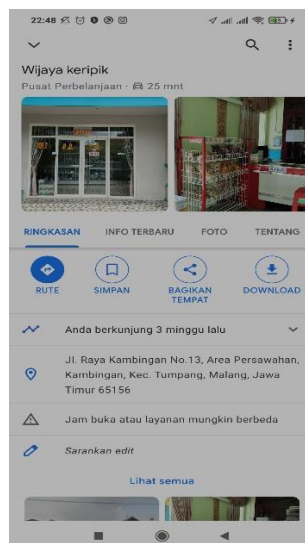 22:48
Wijaya keripik
Pusat Perbelanjaan · 25 mnt
RINGKASAN INFO TERBARU FOTO TENTANG
RUTE SIMPAN BAGIKAN TEMPAT DOWNLOAD
Anda berkunjung 3 minggu lalu
Jl. Raya Kambingan No.13, Area Persawahan,
Kambingan, Kec. Tumpang, Malang, Jawa
Timur 65156
Jam buka atau layanan mungkin berbeda
Sarankan edit
Lihat semua